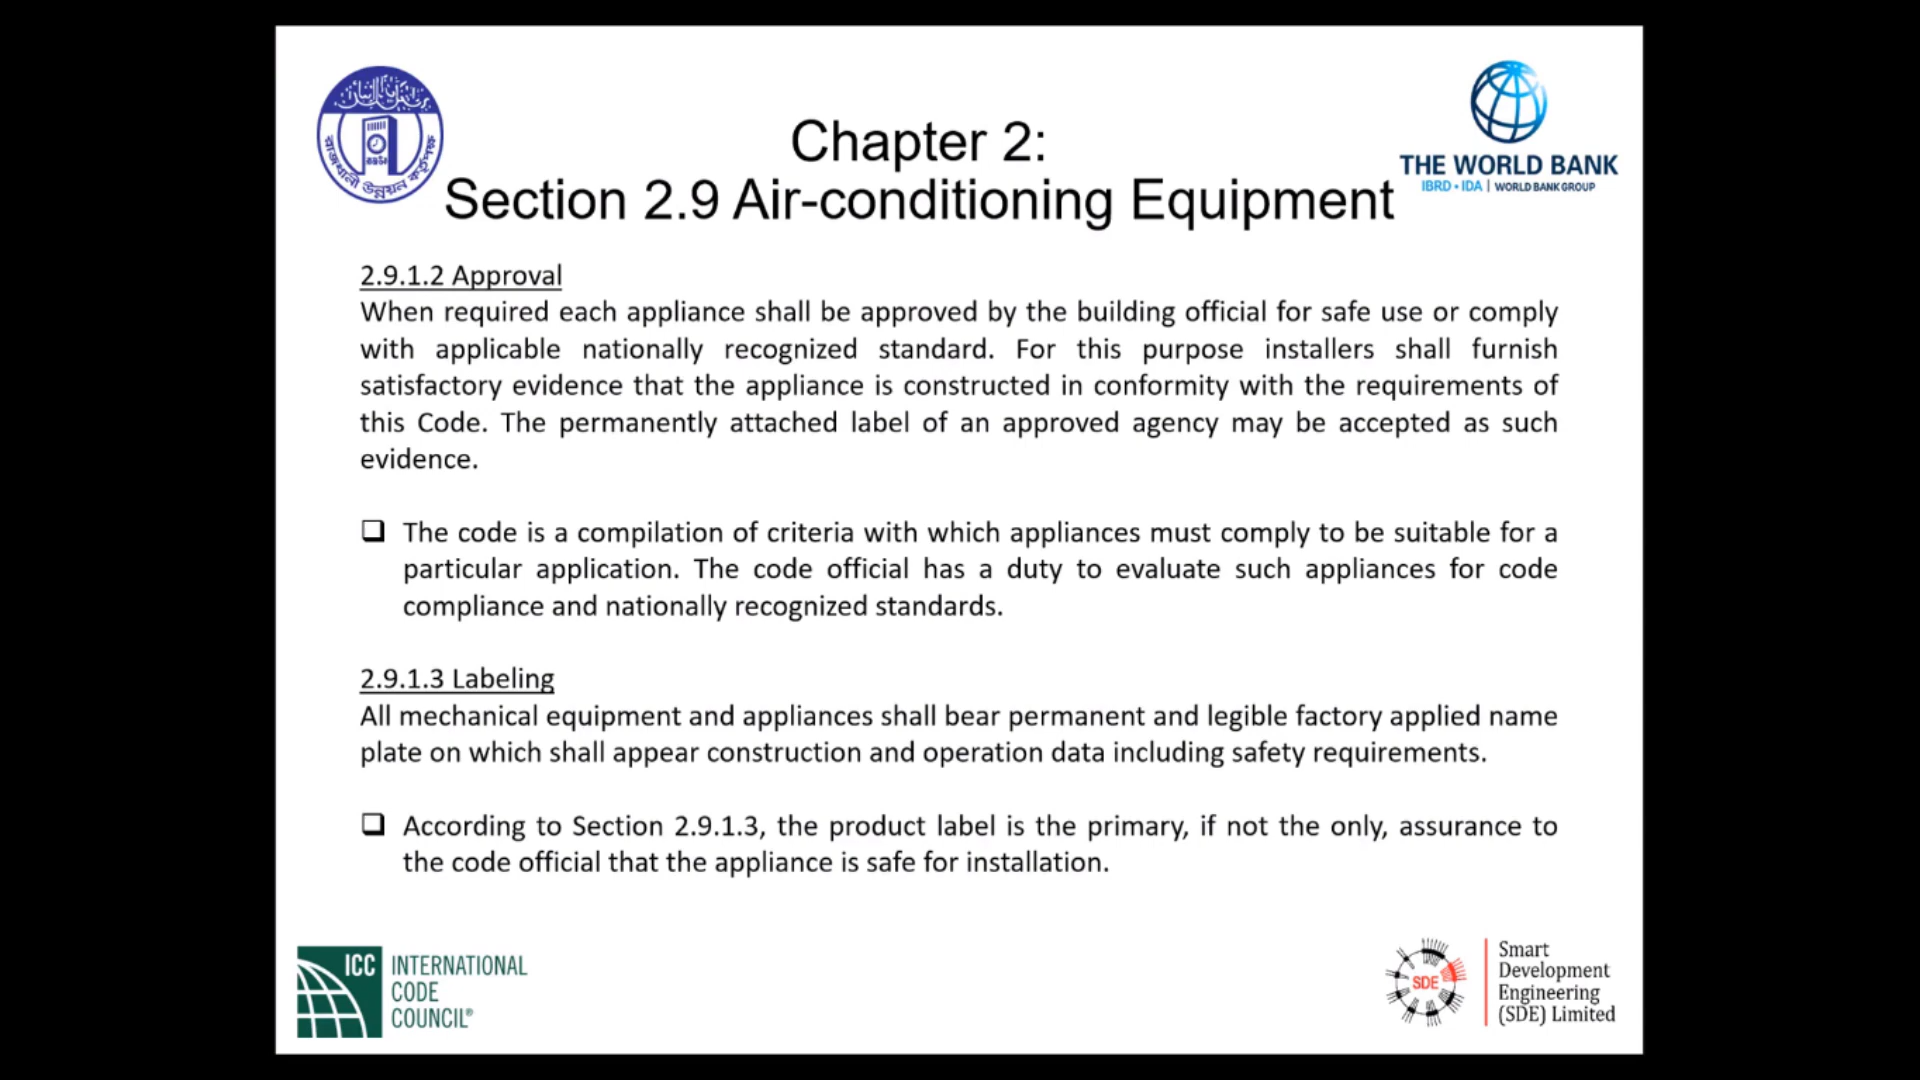 রাজধানী উন্নয়ন কর্তৃপক্ষ
রাজউক
Chapter 2:
Section 2.9 Air-conditioning Equipment
THE WORLD BANK
IBRD • IDA | WORLD BANK GROUP
2.9.1.2 Approval
When required each appliance shall be approved by the building official for safe use or comply
with applicable nationally recognized standard. For this purpose installers shall furnish
satisfactory evidence that the appliance is constructed in conformity with the requirements of
this Code. The permanently attached label of an approved agency may be accepted as such
evidence.
❑ The code is a compilation of criteria with which appliances must comply to be suitable for a
particular application. The code official has a duty to evaluate such appliances for code
compliance and nationally recognized standards.
2.9.1.3 Labeling
All mechanical equipment and appliances shall bear permanent and legible factory applied name
plate on which shall appear construction and operation data including safety requirements.
❑ According to Section 2.9.1.3, the product label is the primary, if not the only, assurance to
the code official that the appliance is safe for installation.
ICC INTERNATIONAL
CODE
COUNCIL®
SDE
Smart
Development
Engineering
(SDE) Limited